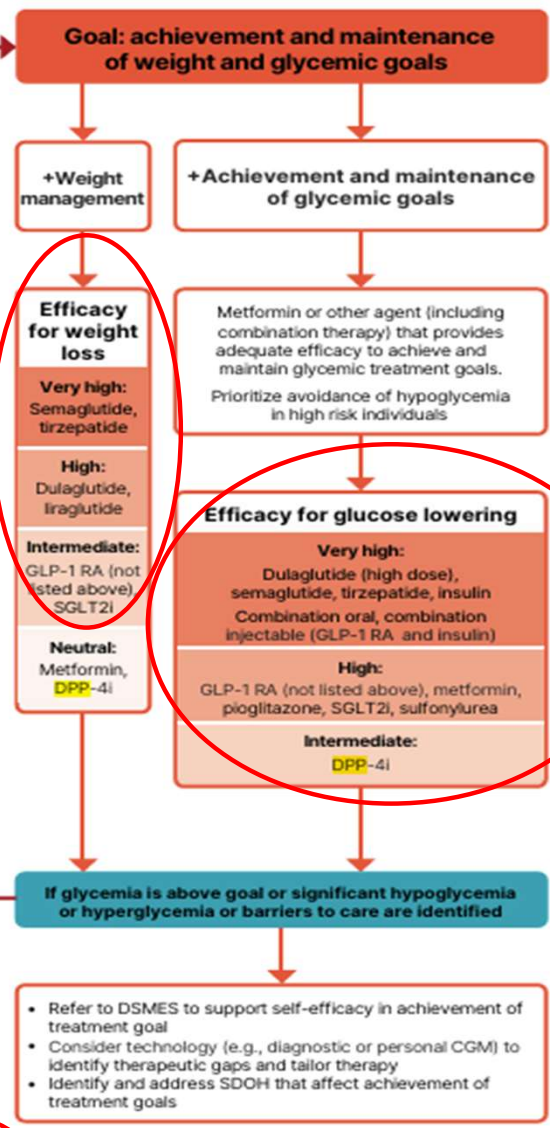 Goal: achievement and maintenance
of weight and glycemic goals
+Weight
management
+Achievement and maintenance
of glycemic goals
Efficacy
for weight
loss
Very high:
Semaglutide,
tirzepatide
High:
Dulaglutide,
liraglutide
Intermediate:
GLP-1 RA (not
listed above),
SGLT2i
Neutral:
Metformin,
DPP-4i
Metformin or other agent (including
combination therapy) that provides
adequate efficacy to achieve and
maintain glycemic treatment goals.
Prioritize avoidance of hypoglycemia
in high risk individuals
Efficacy for glucose lowering
Very high:
Dulaglutide (high dose),
semaglutide, tirzepatide, insulin
Combination oral, combination
injectable (GLP-1 RA and insulin)
High:
GLP-1 RA (not listed above), metformin,
pioglitazone, SGLT2i, sulfonylurea
Intermediate:
DPP-4i
If glycemia is above goal or significant hypoglycemia
or hyperglycemia or barriers to care are identified
• Refer to DSMES to support self-efficacy in achievement of
treatment goal
• Consider technology (e.g., diagnostic or personal CGM) to
identify therapeutic gaps and tailor therapy
• Identify and address SDOH that affect achievement of
treatment goals